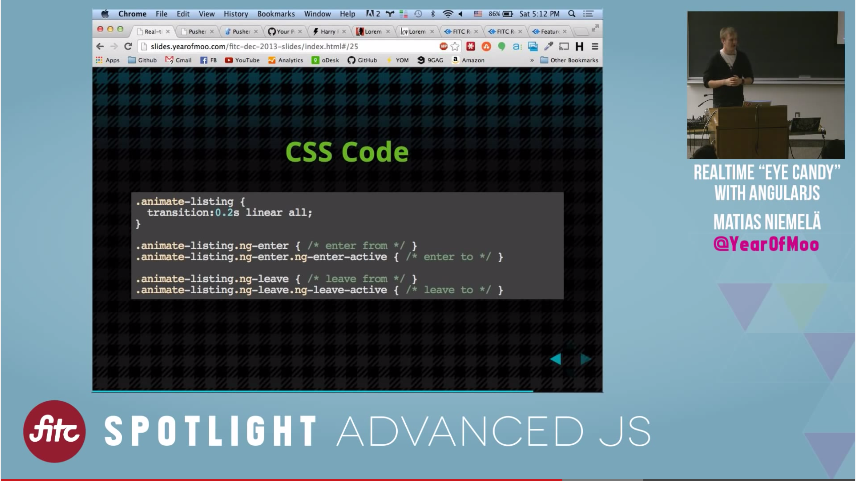 Chrome File Edit View History Bookmarks Window Help 2 86% Sat 5:12 PM
Real-t Pushe Pusher Your P Harry Lorem Lorem FITC R FITC R Featur
slides.yearofmoo.com/fitc-dec-2013-slides/index.html#/25
Apps Github Gmail FB YouTube Analytics oDesk GitHub YOM 9GAG Amazon » Other Bookmarks
CSS Code
.animate-listing {
transition:0.2s linear all;
}
.animate-listing.ng-enter { /* enter from */ }
.animate-listing.ng-enter.ng-enter-active { /* enter to */ }
.animate-listing.ng-leave { /* leave from */ }
.animate-listing.ng-leave.ng-leave-active { /* leave to */ }
REALTIME “EYE CANDY”
WITH ANGULARJS
MATIAS NIEMELÄ
@YearOfMoo
fitc SPOTLIGHT ADVANCED JS